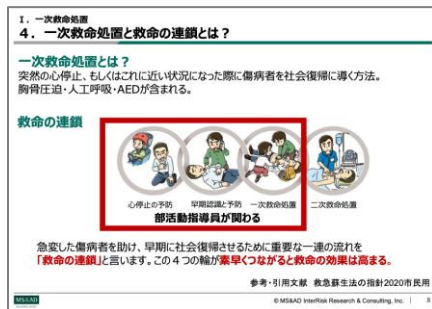 Ⅰ．一次救命処置
４．一次救命処置と救命の連鎖とは？
一次救命処置とは？
突然の心停止、もしくはこれに近い状況になった際に傷病者を社会復帰に導く方法。
胸骨圧迫・人工呼吸・AEDが含まれる。
救命の連鎖
心停止の予防 早期認識と予防 一次救命処置 二次救命処置
部活動指導員が関わる
急変した傷病者を助け、早期に社会復帰させるために重要な一連の流れを
「救命の連鎖」と言います。この４つの輪が素早くつながると救命の効果は高まる。
参考・引用文献 救急蘇生法の指針2020市民用
MS&AD © MS&AD InterRisk Research & Consulting, Inc. 8